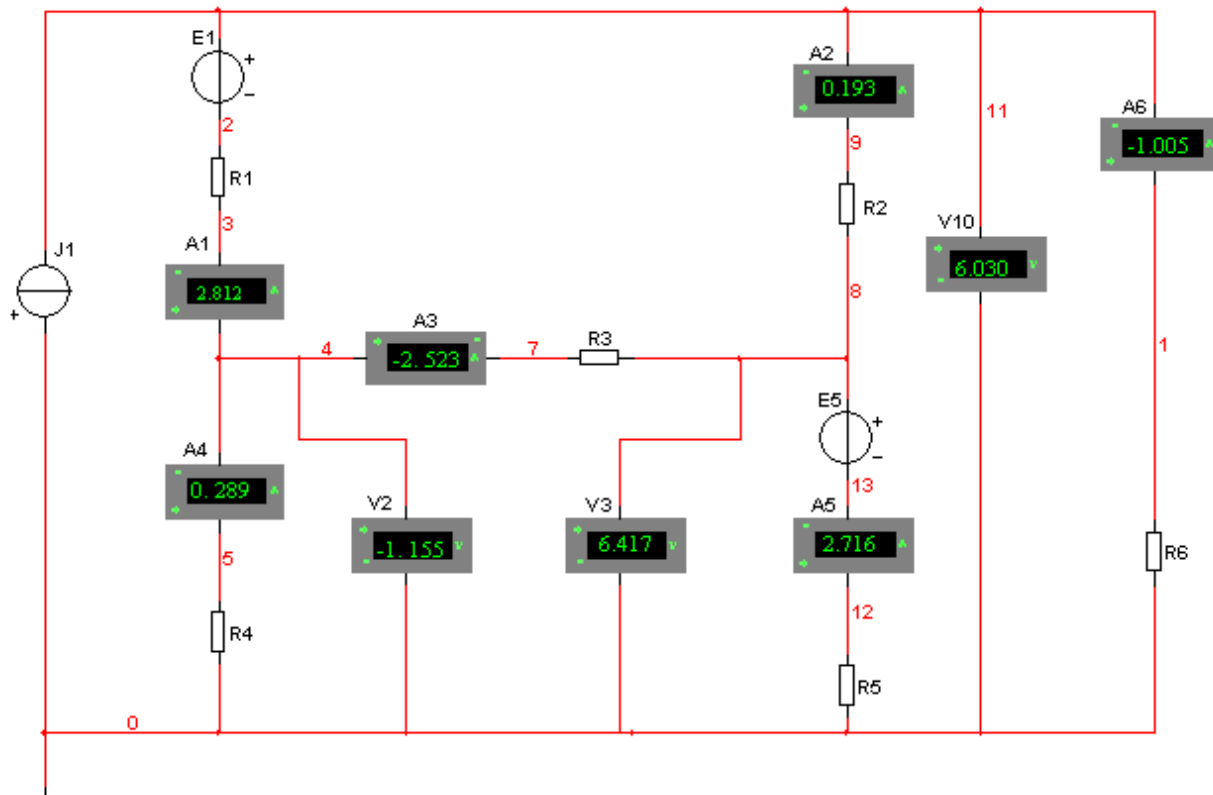 E1
+
-
2
R1
3
A1
2.812
A
J1
+
A3
-2. 523
A
4
7
R3
A4
0. 289
A
5
R4
0
V2
-1. 155
v
V3
6.417
v
A2
0.193
A
9
R2
8
E5
+
-
13
A5
2.716
A
12
R5
11
V10
6.030
v
A6
-1.005
A
1
R6